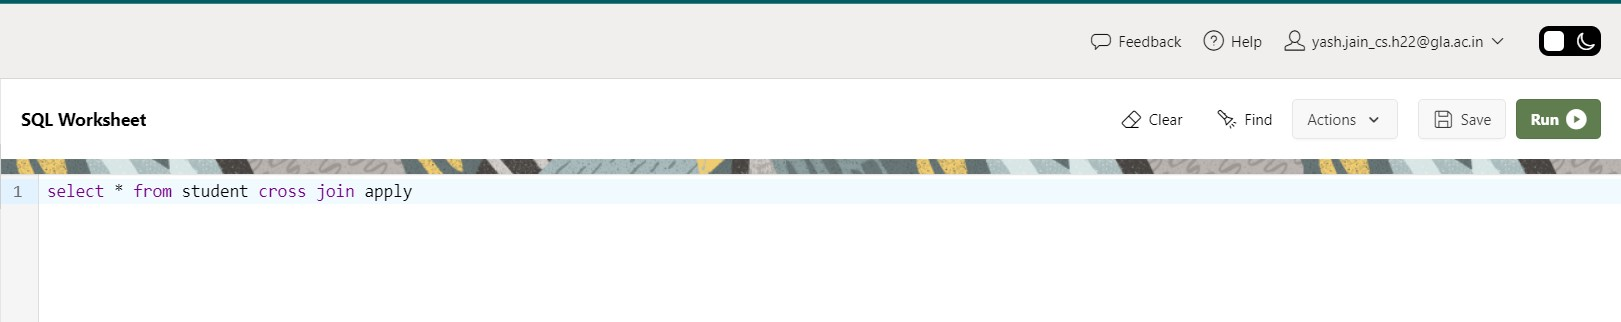 Feedback
Help
yash.jain_cs.h22@gla.ac.in
SQL Worksheet
Clear
Find
Actions
Save
Run
1 select * from student cross join apply